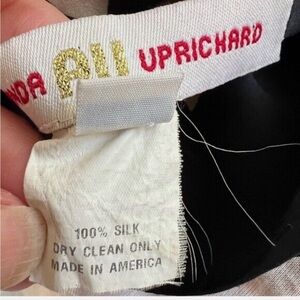 NDA UPRICHARD
100% SILK
DRY CLEAN ONLY
MADE IN AMERICA